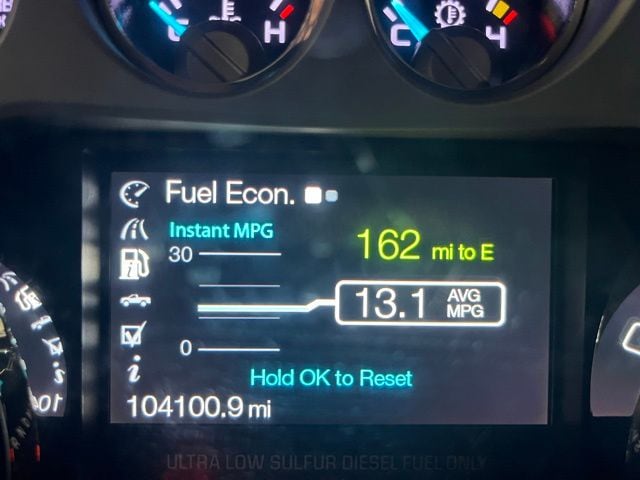 C H
C 4
Fuel Econ.
Instant MPG
30
162 mi to E
13.1 AVG MPG
0
Hold OK to Reset
104100.9 mi
ULTRA LOW SULFUR DIESEL FUEL ONLY